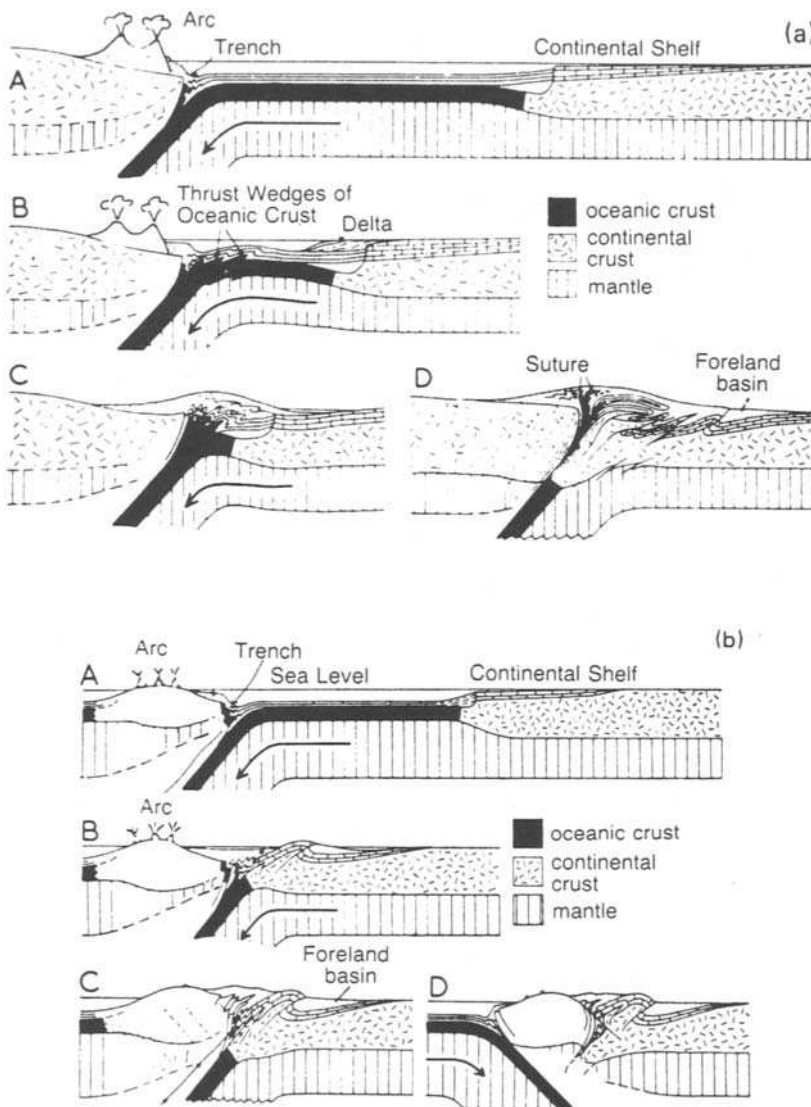 Arc
(a)
Trench
Continental Shelf
A
B
Thrust Wedges of
Oceanic Crust
Delta
oceanic crust
continental
crust
mantle
C
D
Suture
Foreland
basin
(b)
Arc
Trench
Sea Level
Continental Shelf
A
Arc
B
oceanic crust
continental
crust
mantle
Foreland
basin
C
D